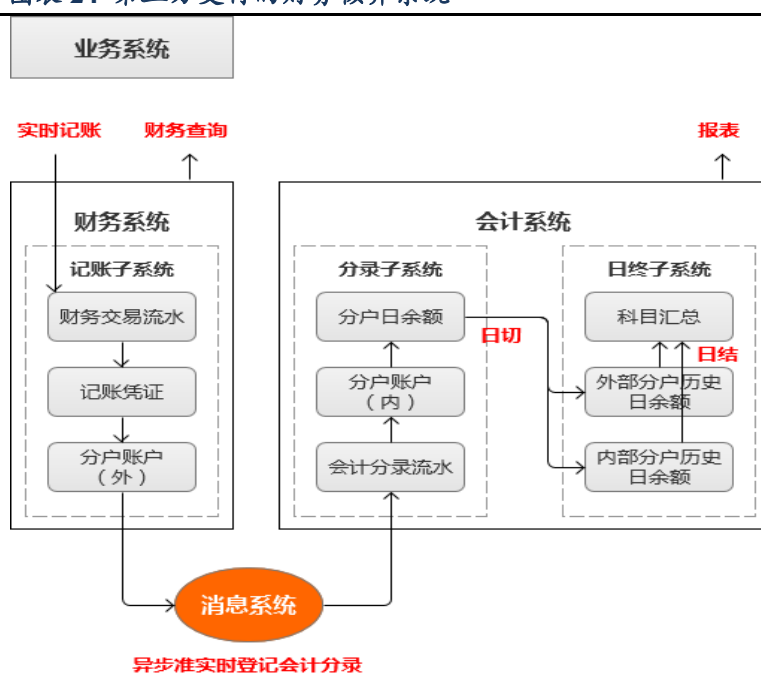 业务系统
实时记账
财务查询
报表
财务系统
会计系统
记账子系统
财务交易流水
记账凭证
分户账户
（外）
分录子系统
分户日余额
分户账户
（内）
会计分录流水
日切
日终子系统
科目汇总
日结
外部分户历史
日余额
内部分户历史
日余额
消息系统
异步准实时登记会计分录